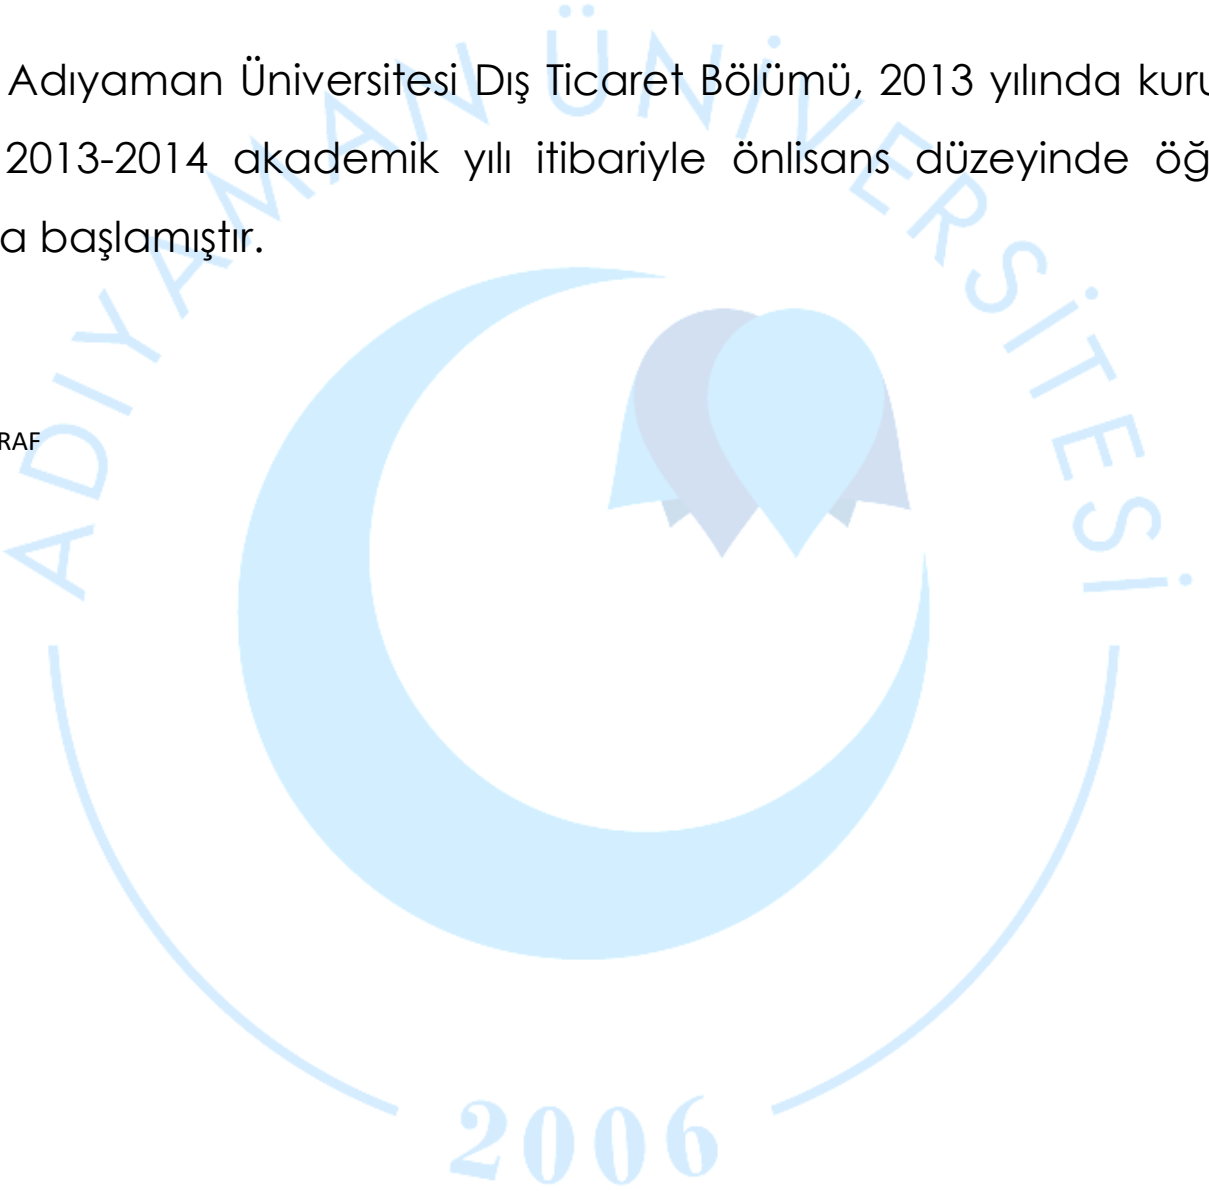 Adıyaman Üniversitesi Dış Ticaret Bölümü, 2013 yılında kuru
2013-2014 akademik yılı itibariyle önlisans düzeyinde öğ
a başlamıştır.
RAF
ADIYAMAN ÜNİVERSİTESİ
2006